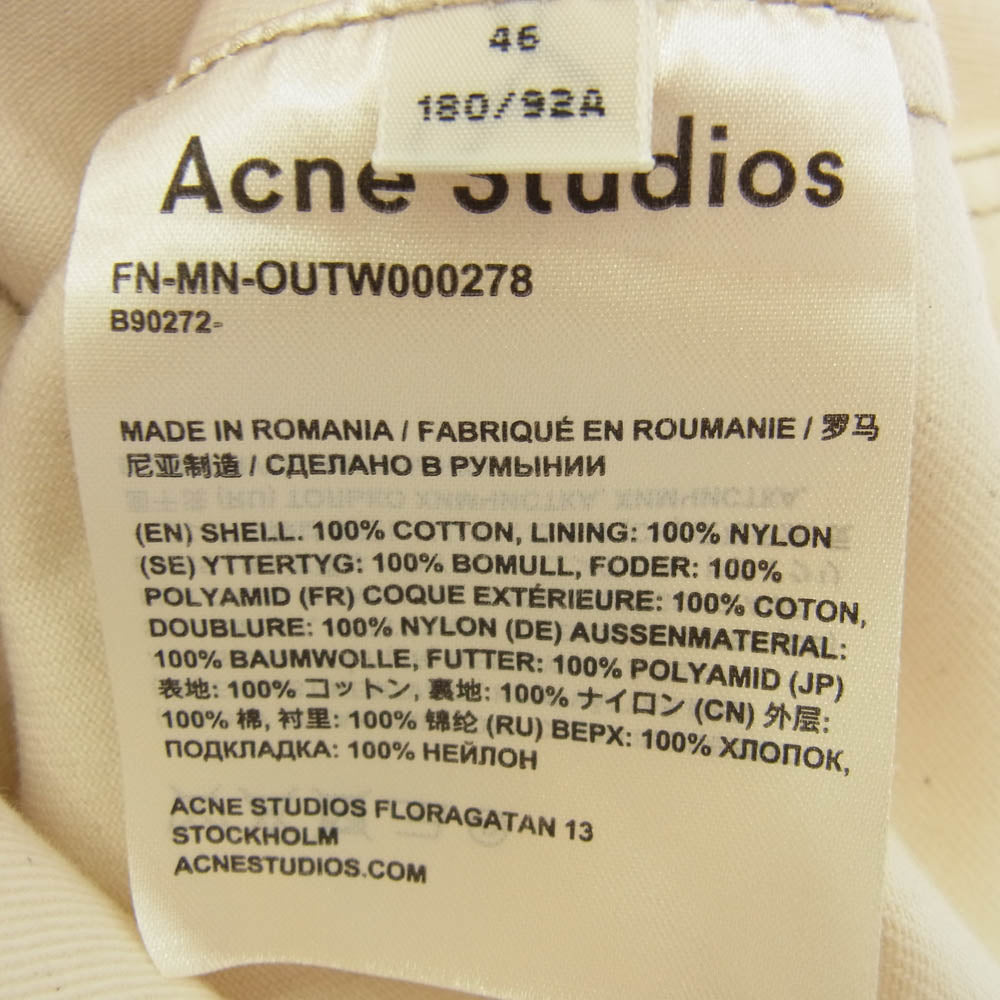 46
180/92A
Acne Studios
FN-MN-OUTW000278
B90272-
MADE IN ROMANIA / FABRIQUÉ EN ROUMANIE / 罗马
尼亚制造 / СДЕЛАНО В РУМЫНИИ
(EN) SHELL. 100% COTTON, LINING: 100% NYLON
(SE) YTTERTYG: 100% BOMULL, FODER: 100%
POLYAMID (FR) COQUE EXTÉRIEURE: 100% COTON,
DOUBLURE: 100% NYLON (DE) AUSSENMATERIAL:
100% BAUMWOLLE, FUTTER: 100% POLYAMID (JP)
表地: 100% コットン, 裏地: 100% ナイロン (CN) 外层:
100% 棉, 衬里: 100% 锦纶 (RU) ВЕРХ: 100% ХЛОПОК,
ПОДКЛАДКА: 100% НЕЙЛОН
ACNE STUDIOS FLORAGATAN 13
STOCKHOLM
ACNESTUDIOS.COM